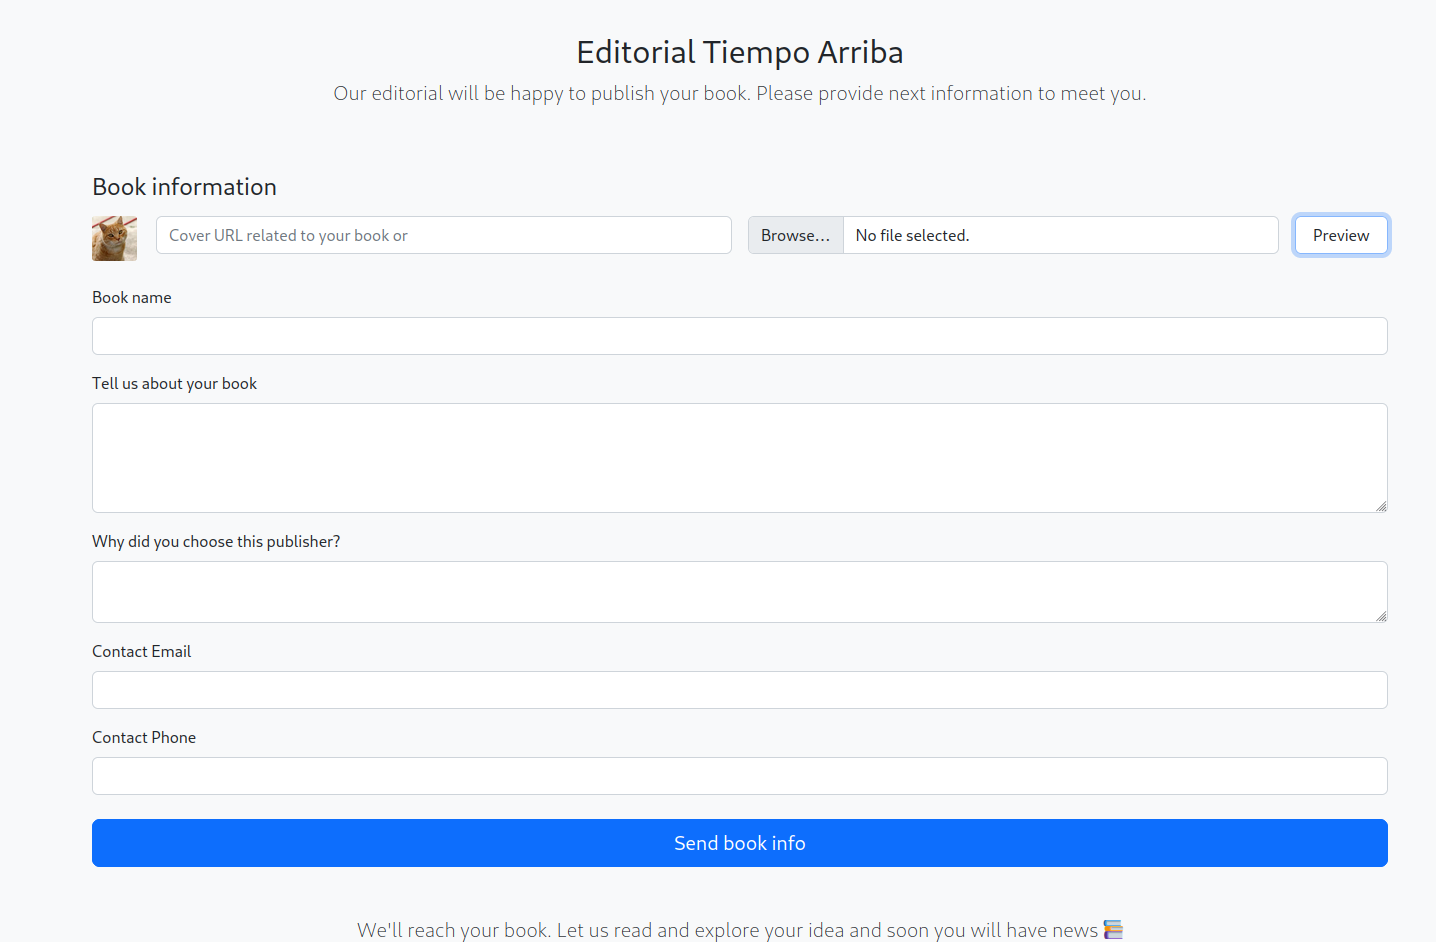 Editorial Tiempo Arriba
Our editorial will be happy to publish your book. Please provide next information to meet you.
Book information
Cover URL related to your book or
Browse...
No file selected.
Preview
Book name
Tell us about your book
Why did you choose this publisher?
Contact Email
Contact Phone
Send book info
We'll reach your book. Let us read and explore your idea and soon you will have news